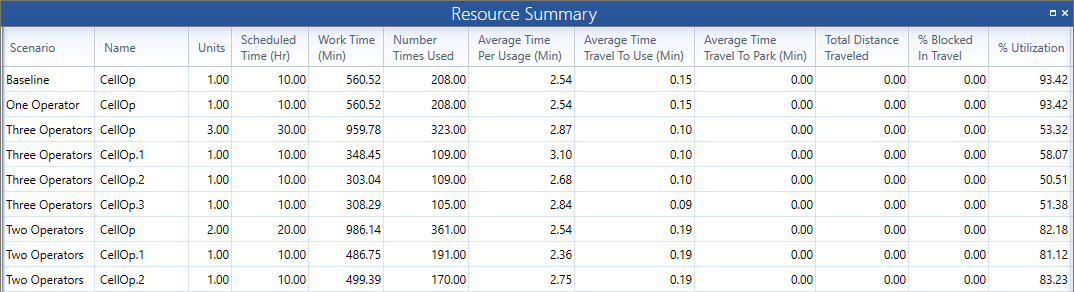 Resource Summary
Scenario Name Units Scheduled Time (Hr) Work Time (Min) Number Times Used Average Time Per Usage (Min) Average Time Travel To Use (Min) Average Time Travel To Park (Min) Total Distance Traveled % Blocked In Travel % Utilization
Baseline CellOp 1.00 10.00 560.52 208.00 2.54 0.15 0.00 0.00 0.00 93.42
One Operator CellOp 1.00 10.00 560.52 208.00 2.54 0.15 0.00 0.00 0.00 93.42
Three Operators CellOp 3.00 30.00 959.78 323.00 2.87 0.10 0.00 0.00 0.00 53.32
Three Operators CellOp.1 1.00 10.00 348.45 109.00 3.10 0.10 0.00 0.00 0.00 58.07
Three Operators CellOp.2 1.00 10.00 303.04 109.00 2.68 0.10 0.00 0.00 0.00 50.51
Three Operators CellOp.3 1.00 10.00 308.29 105.00 2.84 0.09 0.00 0.00 0.00 51.38
Two Operators CellOp 2.00 20.00 986.14 361.00 2.54 0.19 0.00 0.00 0.00 82.18
Two Operators CellOp.1 1.00 10.00 486.75 191.00 2.36 0.19 0.00 0.00 0.00 81.12
Two Operators CellOp.2 1.00 10.00 499.39 170.00 2.75 0.19 0.00 0.00 0.00 83.23